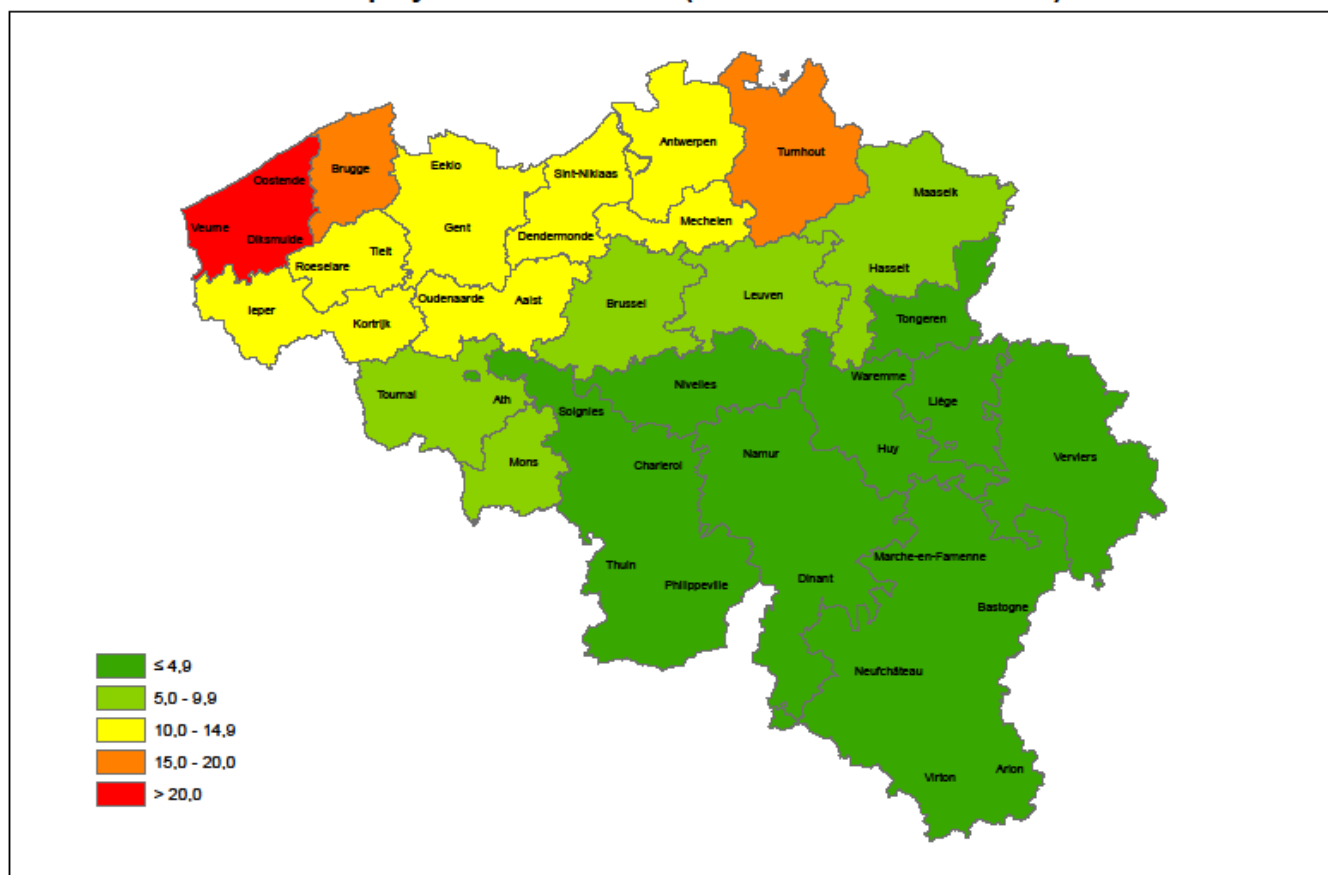 Antwerpen
Turnhout
Brugge
Eeklo
Sint-Niklaas
Oostende
Maaseik
Veurne
Diksmuide
Gent
Mechelen
Tielt
Dendermonde
Roeselare
Hasselt
Ieper
Kortrijk
Oudenaarde
Aalst
Brussel
Leuven
Tongeren
Tournai
Ath
Nivelles
Waremme
Soignies
Liège
Mons
Charleroi
Namur
Huy
Verviers
Thuin
Philippeville
Dinant
Marche-en-Famenne
Bastogne
Neufchâteau
Virton
Arlon
≤ 4,9
5,0 - 9,9
10,0 - 14,9
15,0 - 20,0
> 20,0